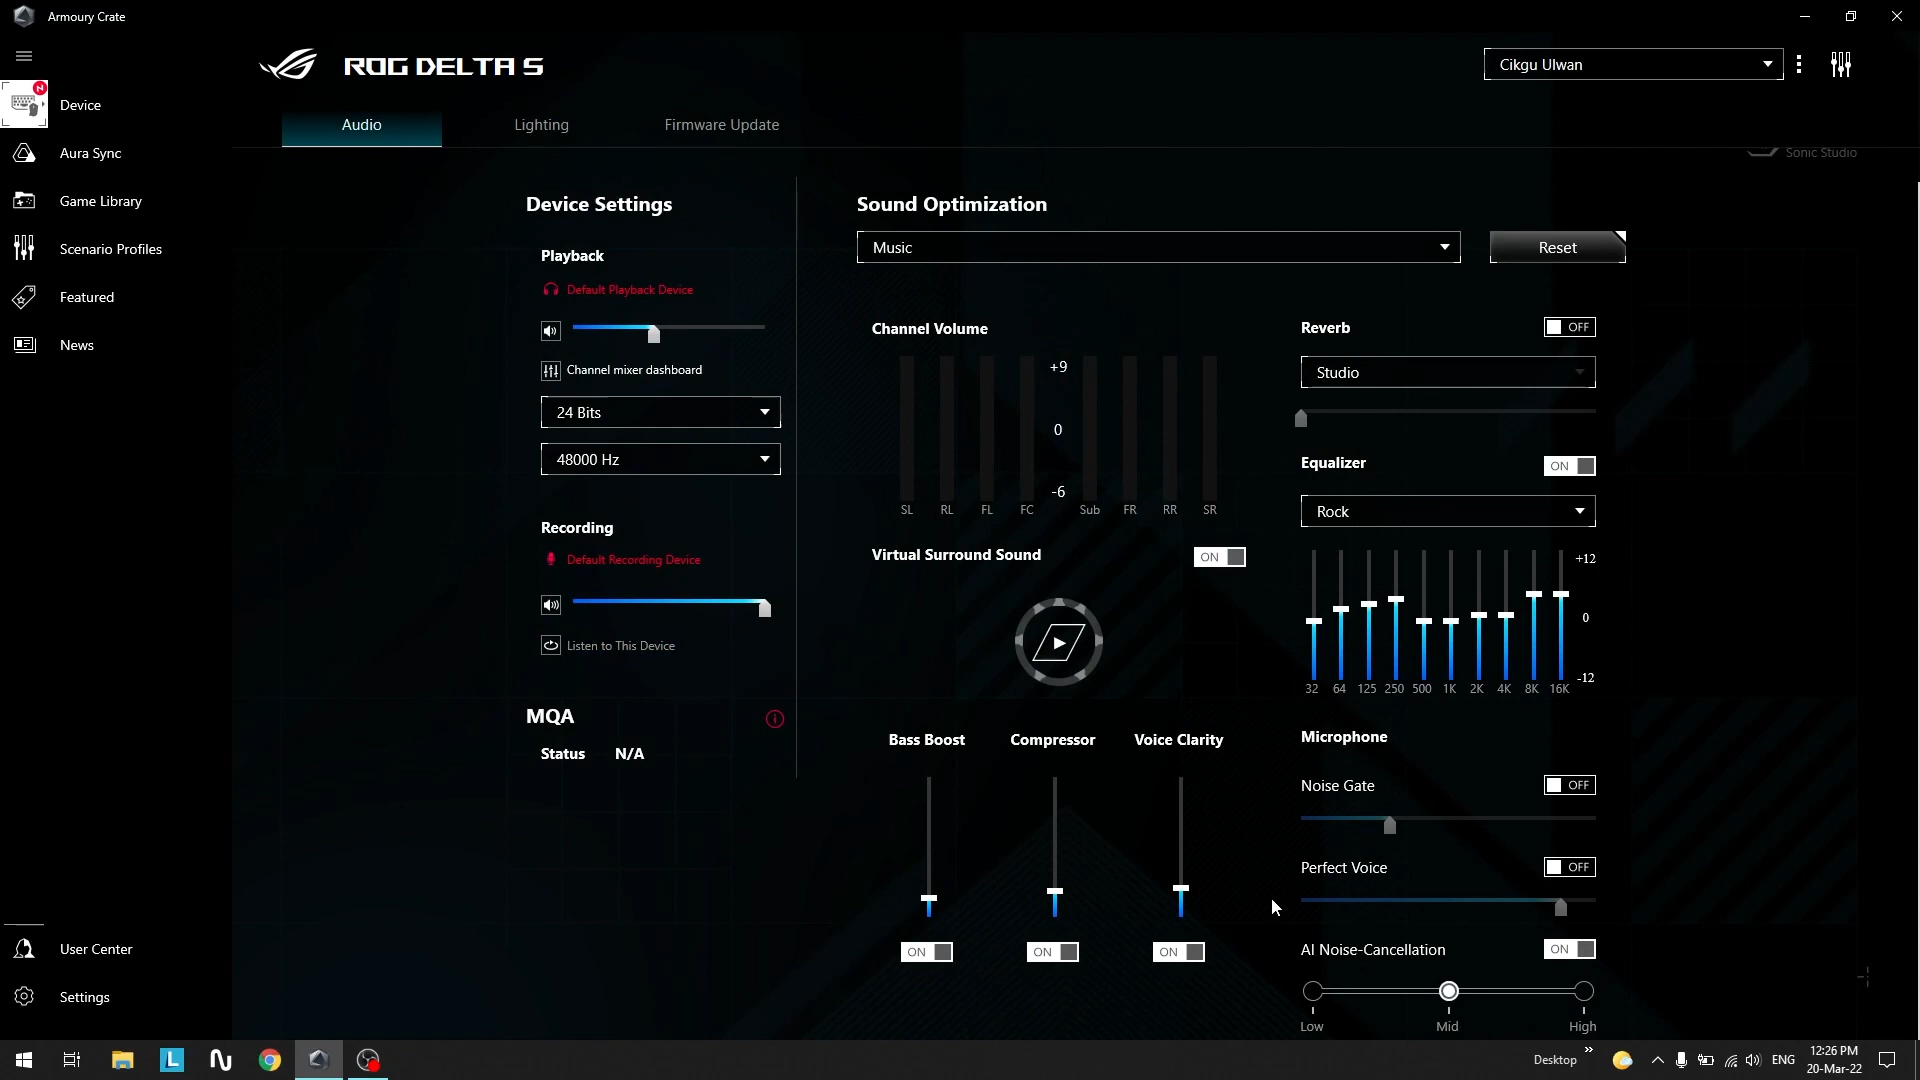 Armoury Crate
ROG DELTA S
Cikgu Ulwan
N
Device
Aura Sync
Game Library
Scenario Profiles
Featured
News
User Center
Settings
Audio
Lighting
Firmware Update
Sonic Studio
Device Settings
Playback
Default Playback Device
Channel mixer dashboard
24 Bits
48000 Hz
Recording
Default Recording Device
Listen to This Device
MQA
Status N/A
Sound Optimization
Music
Reset
Channel Volume
+9
0
-6
SL RL FL FC Sub FR RR SR
Virtual Surround Sound ON
Bass Boost Compressor Voice Clarity
ON ON ON
Reverb OFF
Studio
Equalizer ON
Rock
+12
0
-12
32 64 125 250 500 1K 2K 4K 8K 16K
Microphone
Noise Gate OFF
Perfect Voice OFF
AI Noise-Cancellation ON
Low Mid High
L
Desktop
ENG
12:26 PM
20-Mar-22